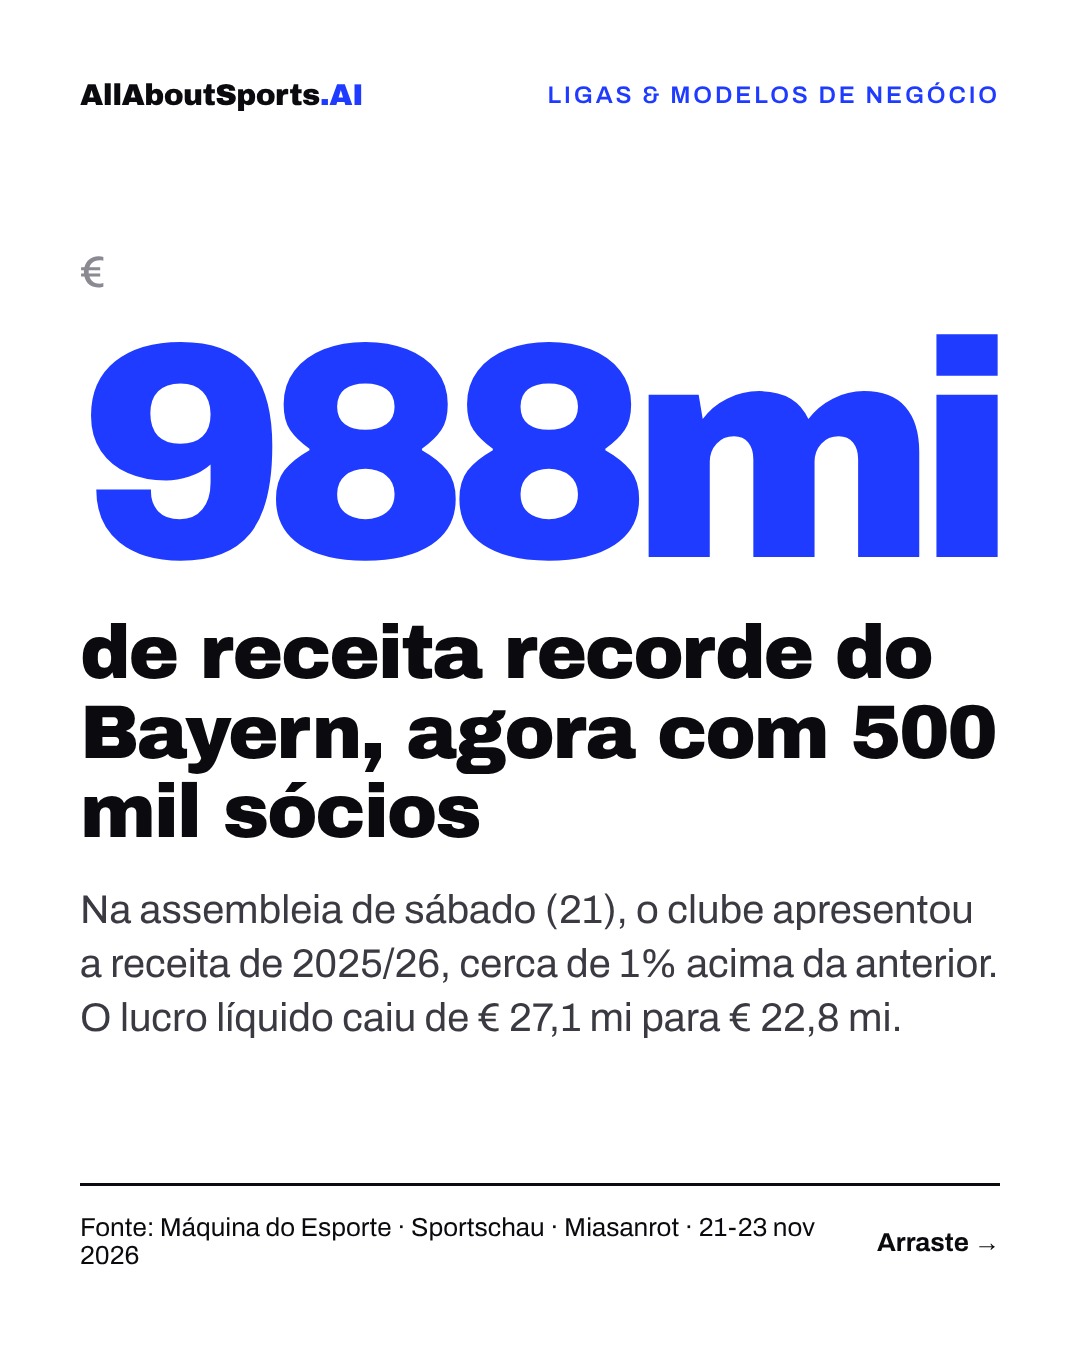 AllAboutSports.AI
LIGAS & MODELOS DE NEGÓCIO
€
988mi
de receita recorde do
Bayern, agora com 500
mil sócios
Na assembleia de sábado (21), o clube apresentou
a receita de 2025/26, cerca de 1% acima da anterior.
O lucro líquido caiu de € 27,1 mi para € 22,8 mi.
Fonte: Máquina do Esporte · Sportschau · Miasanrot · 21-23 nov
2026
Arraste →